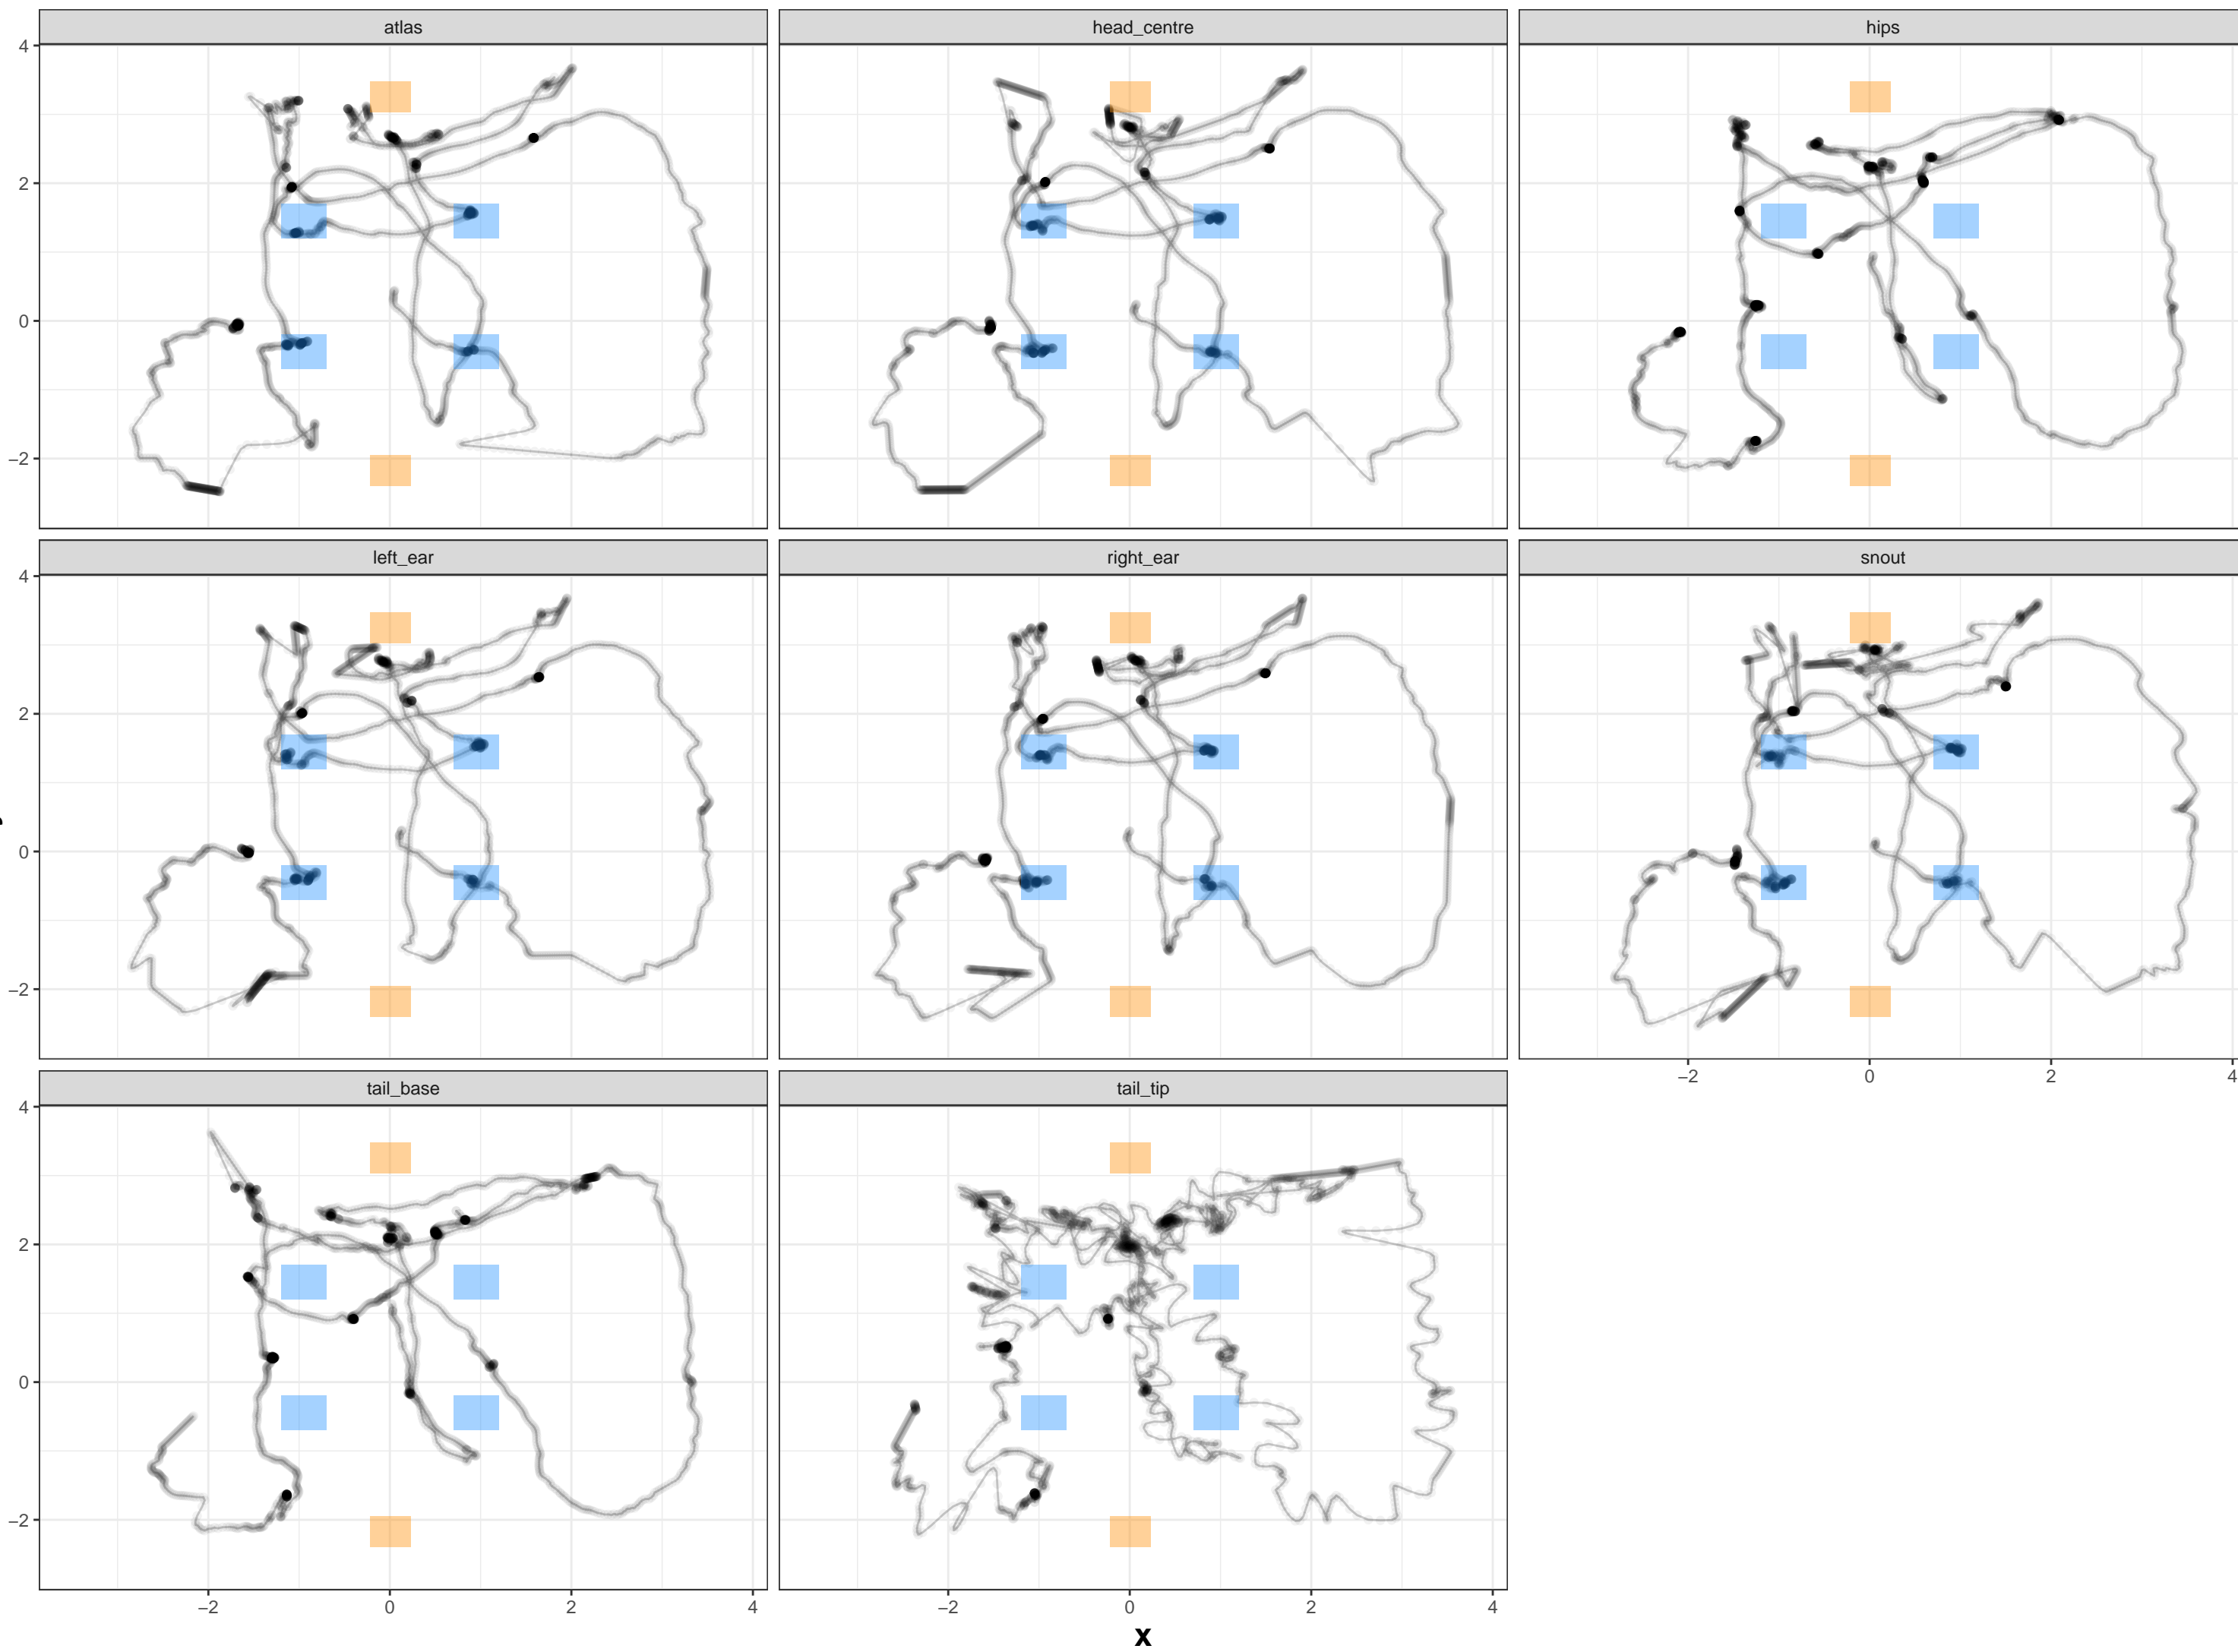 atlas head_centre hips
4
2
0
−2
left_ear right_ear snout
4
2
0
−2
−2 0 2 4
tail_base tail_tip
4
2
0
−2
−2 0 2 4 −2 0 2 4
x